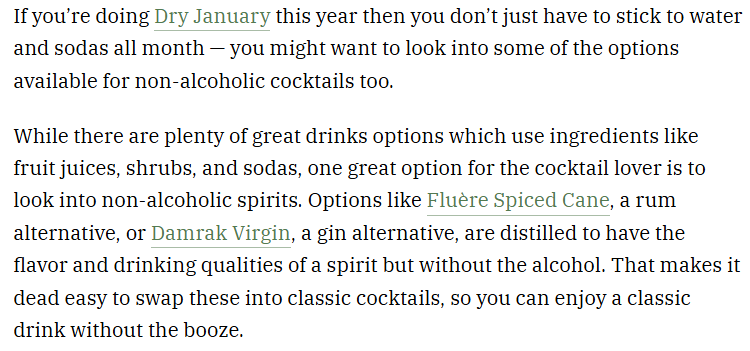 If you’re doing Dry January this year then you don’t just have to stick to water
and sodas all month — you might want to look into some of the options
available for non-alcoholic cocktails too.
While there are plenty of great drinks options which use ingredients like
fruit juices, shrubs, and sodas, one great option for the cocktail lover is to
look into non-alcoholic spirits. Options like Fluère Spiced Cane, a rum
alternative, or Damrak Virgin, a gin alternative, are distilled to have the
flavor and drinking qualities of a spirit but without the alcohol. That makes it
dead easy to swap these into classic cocktails, so you can enjoy a classic
drink without the booze.